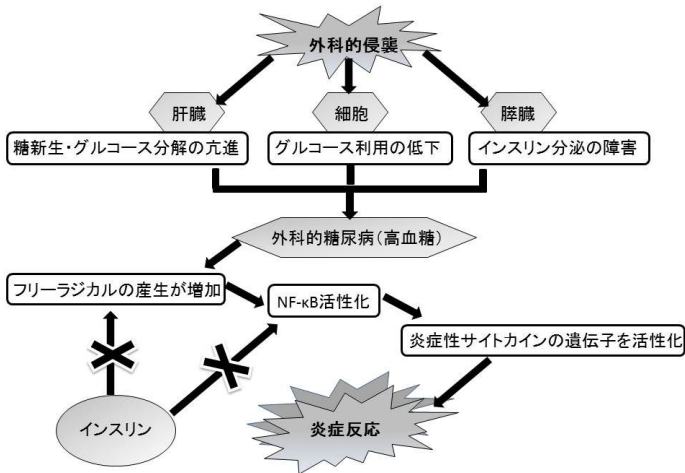 外科的侵襲
肝臓
細胞
膵臓
糖新生・グルコース分解の亢進
グルコース利用の低下
インスリン分泌の障害
外科的糖尿病(高血糖)
フリーラジカルの産生が増加
NF-κB活性化
炎症性サイトカインの遺伝子を活性化
インスリン
炎症反応